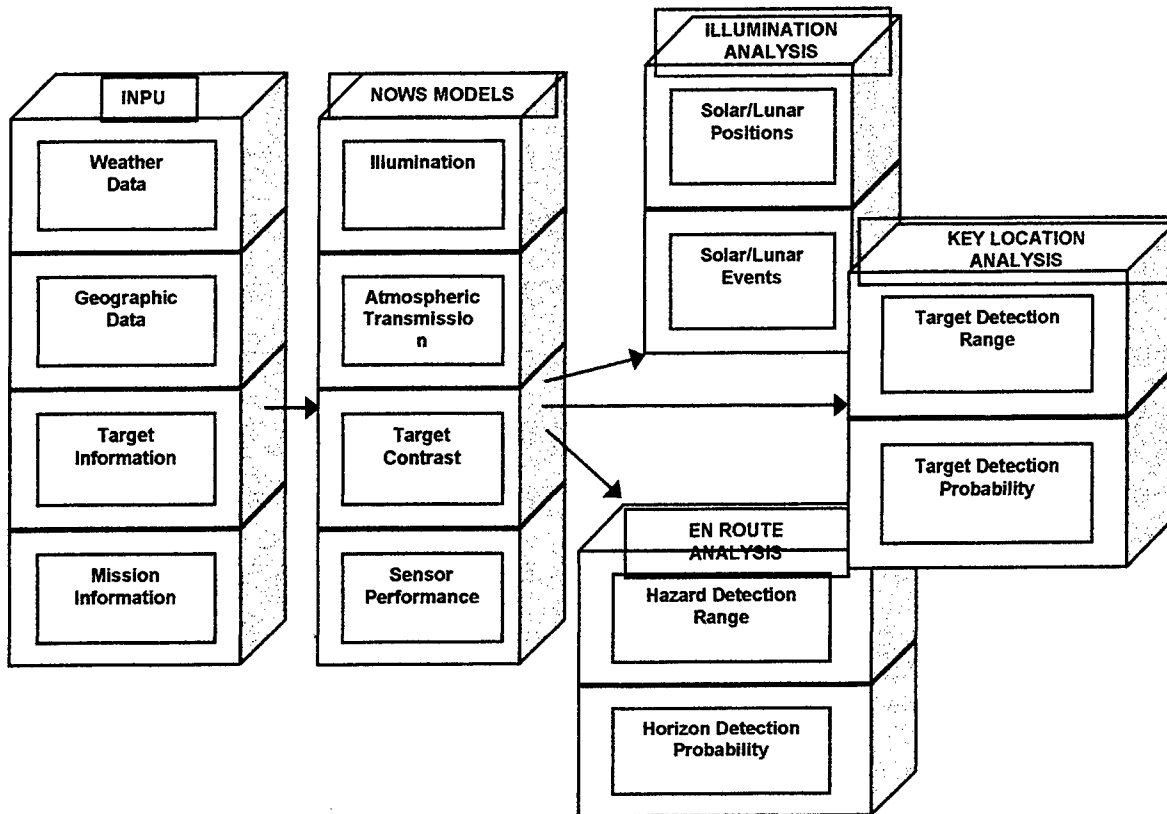 INPU
Weather
Data
Geographic
Data
Target
Information
Mission
Information
NOWS MODELS
Illumination
Atmospheric
Transmissio
n
Target
Contrast
Sensor
Performance
ILLUMINATION
ANALYSIS
Solar/Lunar
Positions
Solar/Lunar
Events
KEY LOCATION
ANALYSIS
Target Detection
Range
Target Detection
Probability
EN ROUTE
ANALYSIS
Hazard Detection
Range
Horizon Detection
Probability